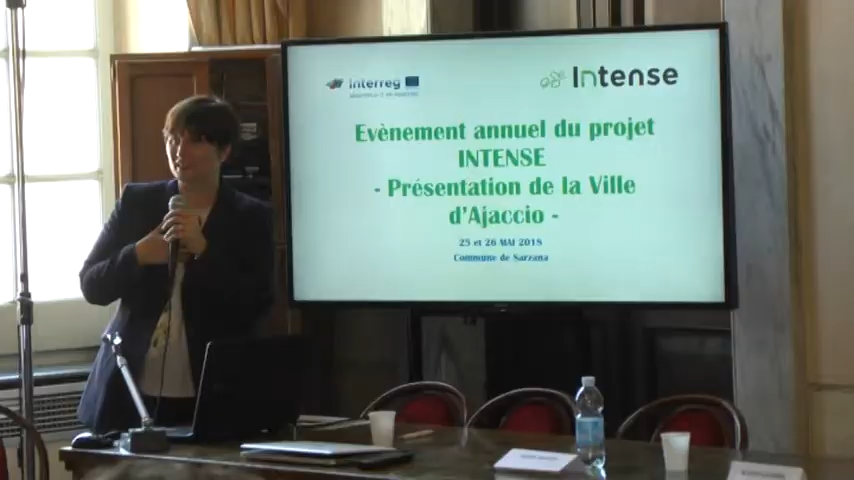 Interreg
Intense
Evènement annuel du projet
INTENSE
- Présentation de la Ville
d'Ajaccio -
25 et 26 MAI 2018
Commune de Sarzana